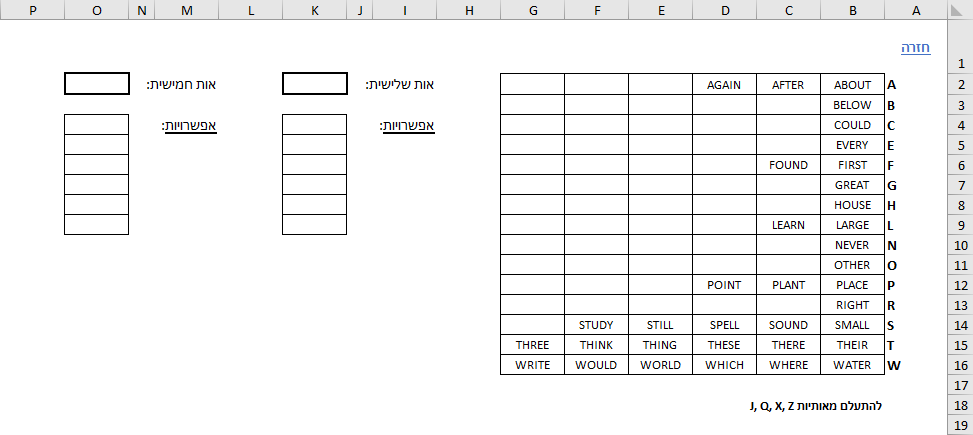 P O N M L K J I H G F E D C B A
חזרה
1
אות חמישית: אות שלישית: AGAIN AFTER ABOUT A 2
BELOW B 3
אפשרויות: אפשרויות: COULD C 4
EVERY E 5
FOUND FIRST F 6
GREAT G 7
HOUSE H 8
LEARN LARGE L 9
NEVER N 10
OTHER O 11
POINT PLANT PLACE P 12
RIGHT R 13
STUDY STILL SPELL SOUND SMALL S 14
THREE THINK THING THESE THERE THEIR T 15
WRITE WOULD WORLD WHICH WHERE WATER W 16
17
להתעלם מאותיות J, Q, X, Z 18
19